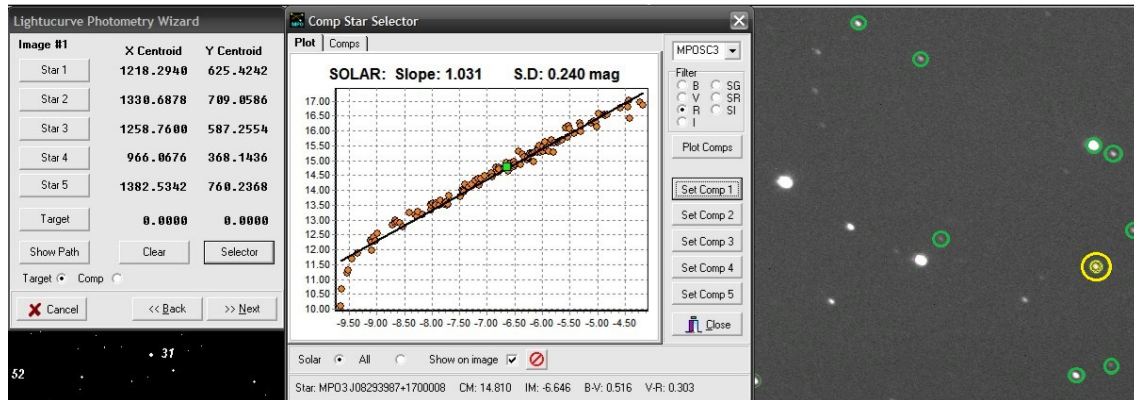 Lightucurve Photometry Wizard
Image #1 X Centroid Y Centroid
Star 1 1218.2940 625.4242
Star 2 1330.6878 709.0586
Star 3 1258.7600 587.2554
Star 4 966.0676 368.1436
Star 5 1382.5342 760.2368
Target 0.0000 0.0000
Show Path Clear Selector
Target Comp
Cancel << Back >> Next
31
52
Comp Star Selector
Plot Comps
SOLAR: Slope: 1.031 S.D: 0.240 mag
17.00
16.50
16.00
15.50
15.00
14.50
14.00
13.50
13.00
12.50
12.00
11.50
11.00
10.50
10.00
-9.50 -9.00 -8.50 -8.00 -7.50 -7.00 -6.50 -6.00 -5.50 -5.00 -4.50
MPOSC3
Filter
B SG
V SR
R SI
I
Plot Comps
Set Comp 1
Set Comp 2
Set Comp 3
Set Comp 4
Set Comp 5
Close
Solar All Show on image
Star: MPO3 J08293987+1700008 CM: 14.810 IM: -6.646 B-V: 0.516 V-R: 0.303